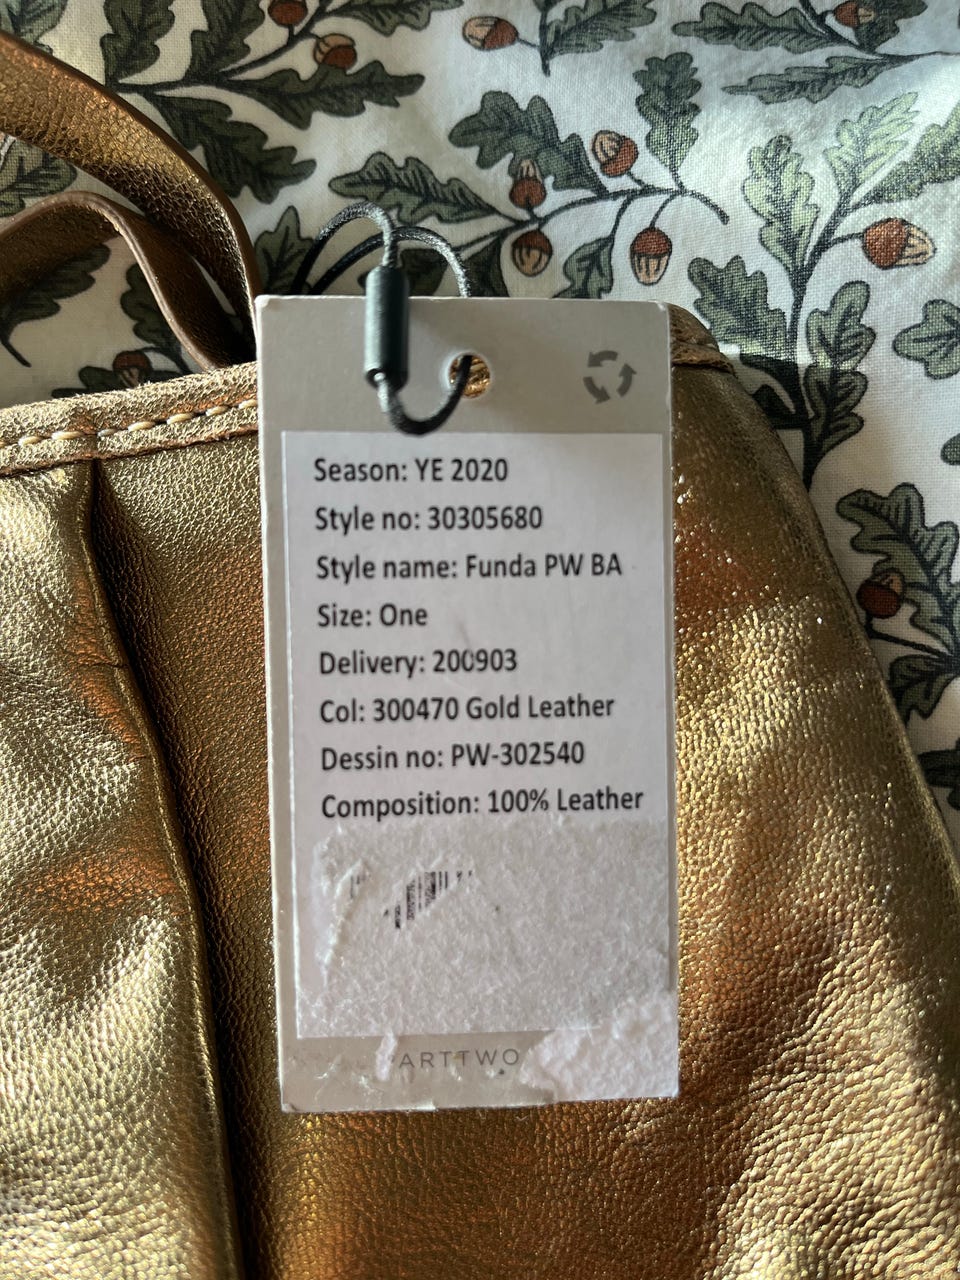 Season: YE 2020
Style no: 30305680
Style name: Funda PW BA
Size: One
Delivery: 200903
Col: 300470 Gold Leather
Dessin no: PW-302540
Composition: 100% Leather
PARTTWO